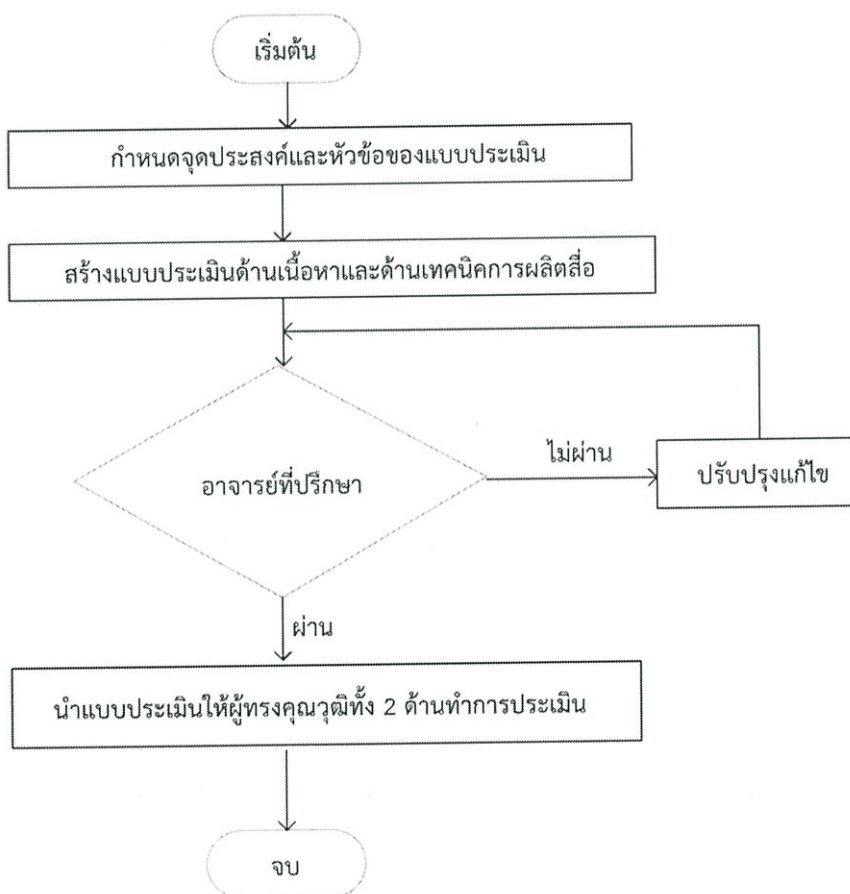 เริ่มต้น
กำหนดจุดประสงค์และหัวข้อของแบบประเมิน
สร้างแบบประเมินด้านเนื้อหาและด้านเทคนิคการผลิตสื่อ
อาจารย์ที่ปรึกษา
ไม่ผ่าน
ปรับปรุงแก้ไข
ผ่าน
นำแบบประเมินให้ผู้ทรงคุณวุฒิทั้ง 2 ด้านทำการประเมิน
จบ